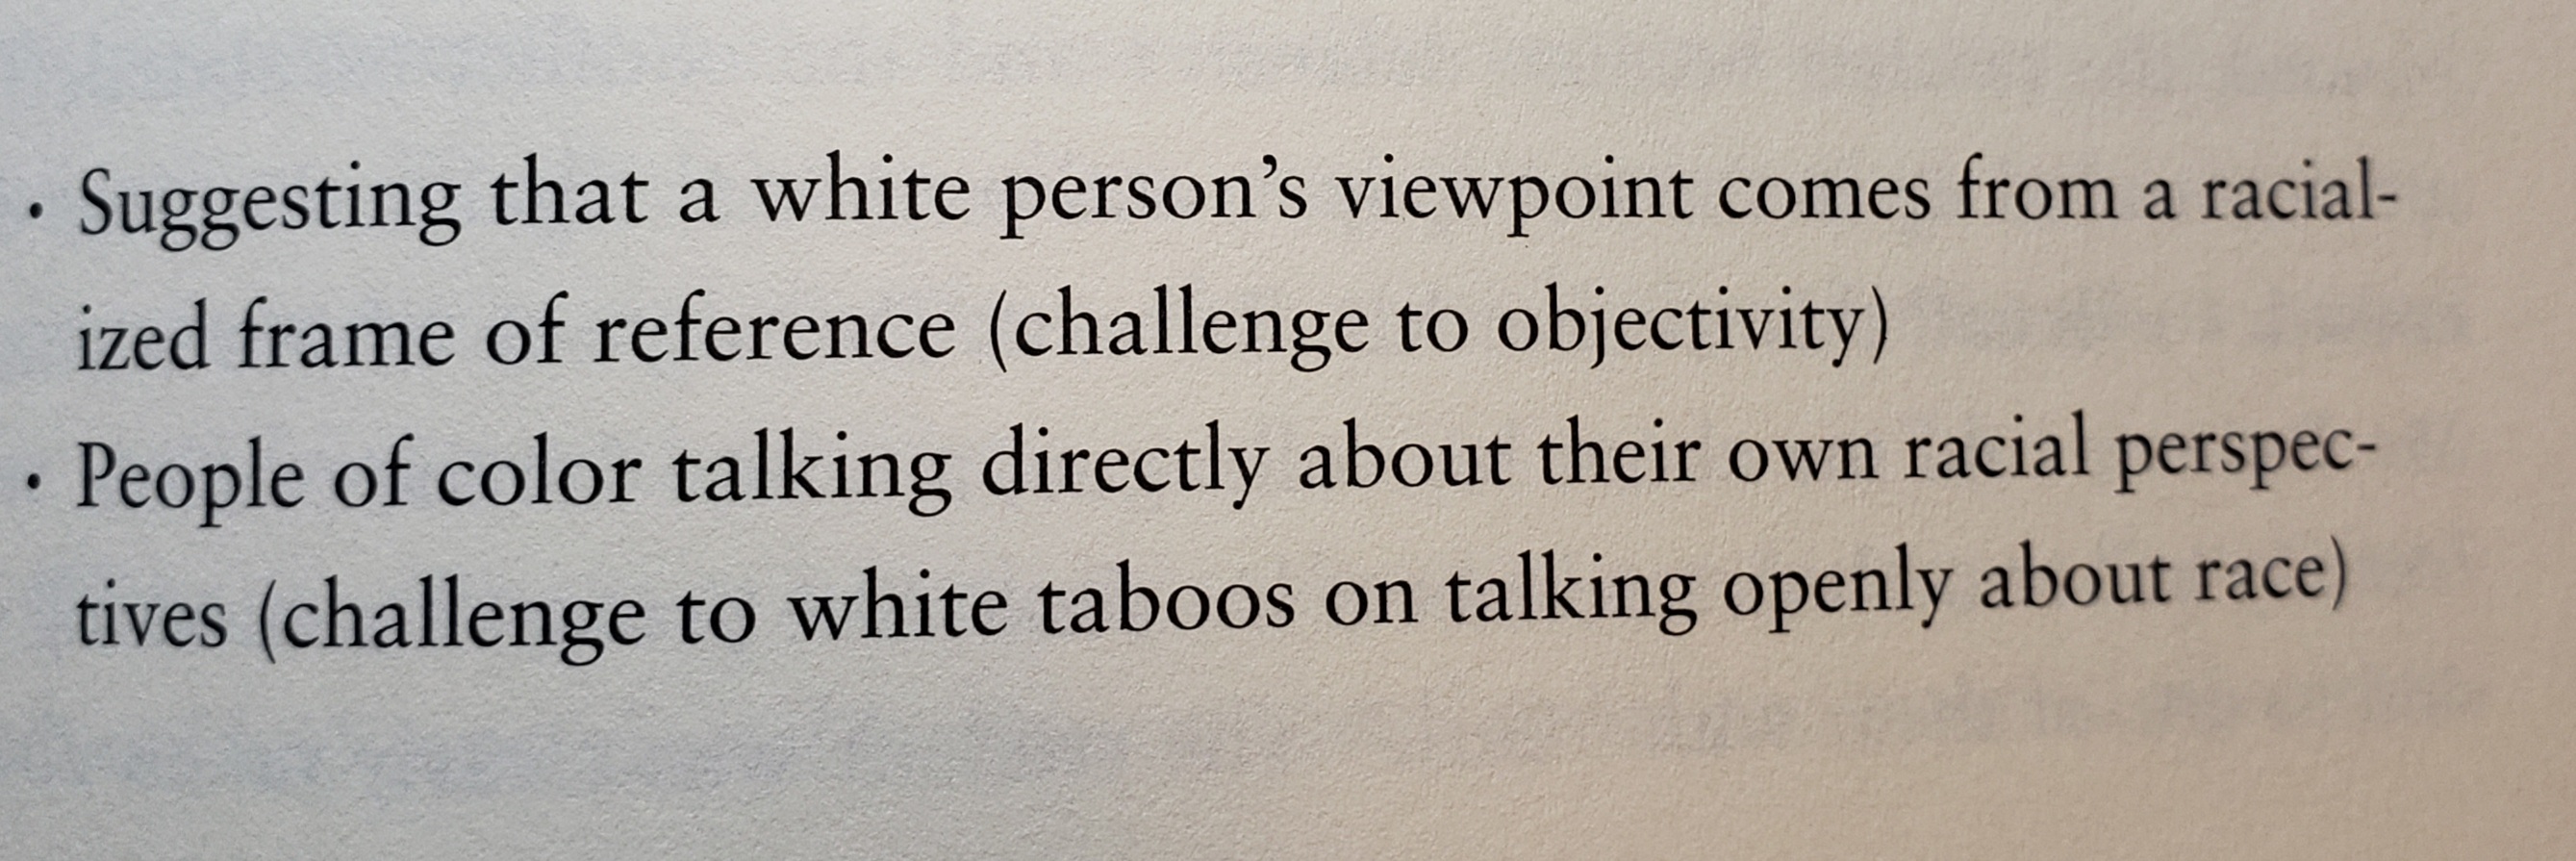 · Suggesting that a white person’s viewpoint comes from a racial-
ized frame of reference (challenge to objectivity)
· People of color talking directly about their own racial perspec-
tives (challenge to white taboos on talking openly about race)